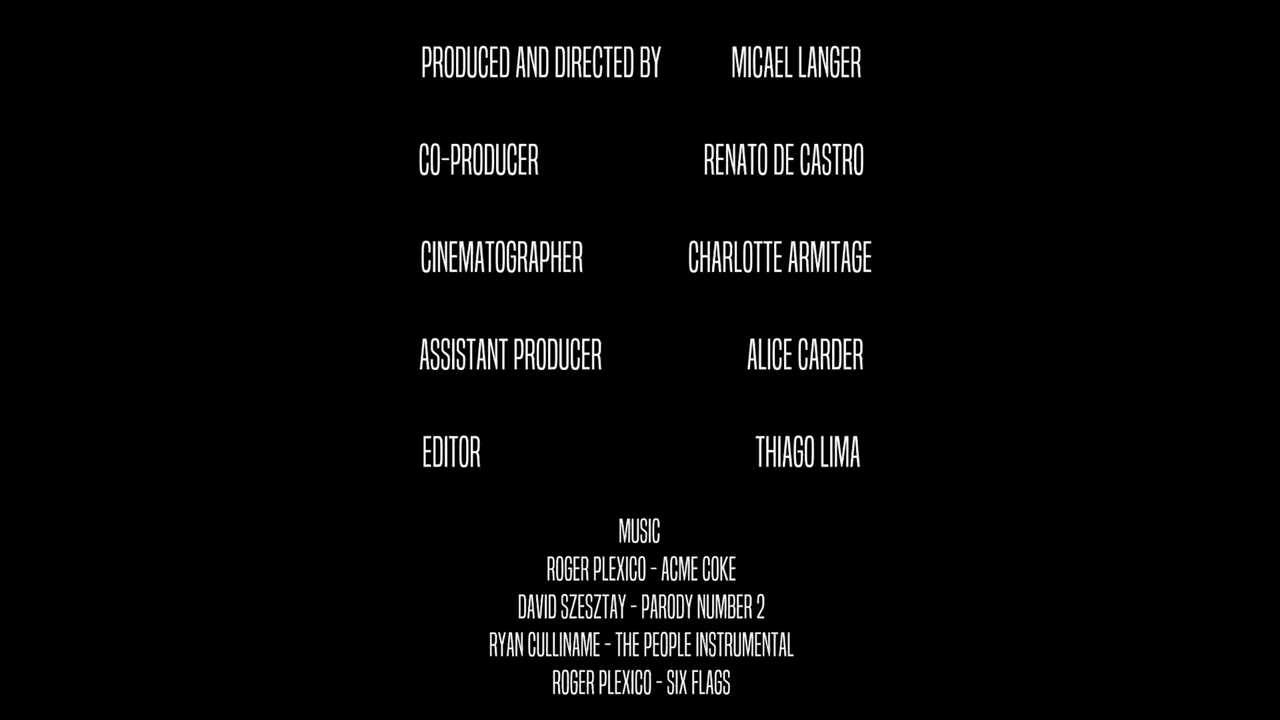 PRODUCED AND DIRECTED BY MICAEL LANGER
CO-PRODUCER RENATO DE CASTRO
CINEMATOGRAPHER CHARLOTTE ARMITAGE
ASSISTANT PRODUCER ALICE CARDER
EDITOR THIAGO LIMA
MUSIC
ROGER PLEXICO - ACME COKE
DAVID SZESZTAY - PARODY NUMBER 2
RYAN CULLINAME - THE PEOPLE INSTRUMENTAL
ROGER PLEXICO - SIX FLAGS